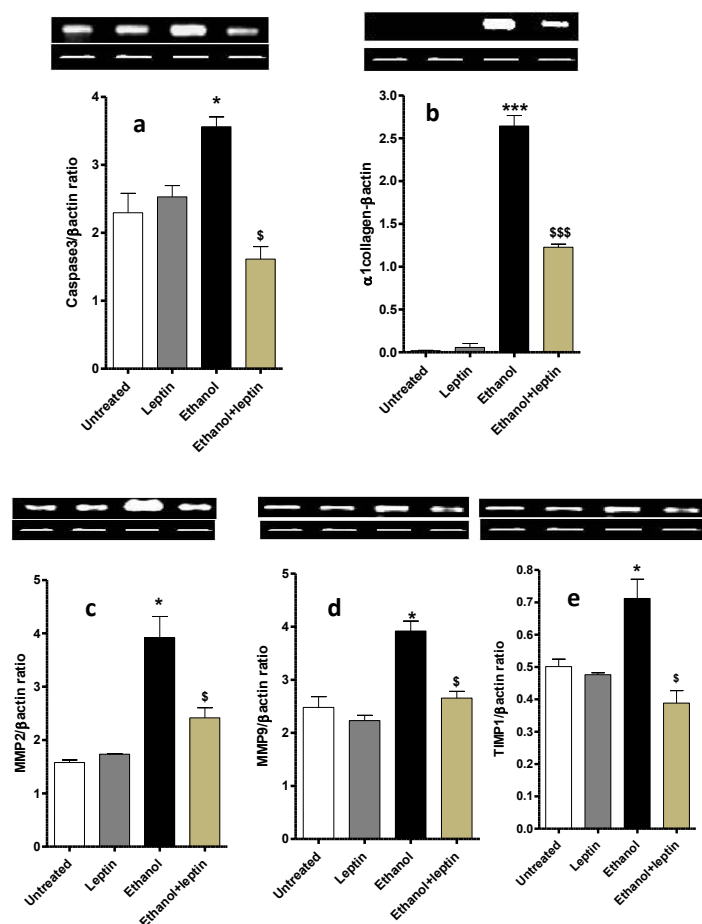 a
Caspase3/βactin ratio
4
3
2
1
0
*
$
Untreated
Leptin
Ethanol
Ethanol+leptin
b
α1collagen-βactin
3.0
2.5
2.0
1.5
1.0
0.5
0.0
***
$$$
Untreated
Leptin
Ethanol
Ethanol+leptin
c
MMP2/βactin ratio
5
4
3
2
1
0
*
$
Untreated
Leptin
Ethanol
Ethanol+leptin
d
MMP9/βactin ratio
5
4
3
2
1
0
*
$
Untreated
Leptin
Ethanol
Ethanol+leptin
e
TIMP1/βactin ratio
0.8
0.7
0.6
0.5
0.4
0.3
0.2
0.1
0.0
*
$
Untreated
Leptin
Ethanol
Ethanol+leptin